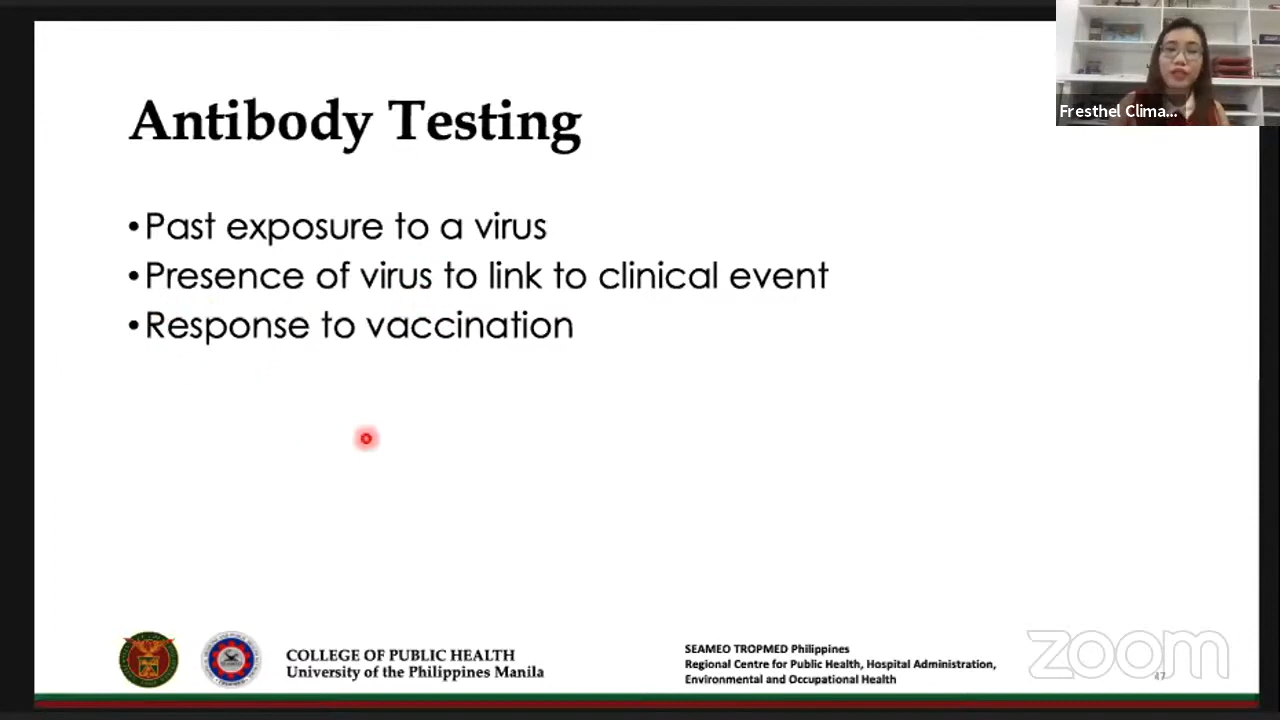 Antibody Testing
Fresthel Clima...
•Past exposure to a virus
•Presence of virus to link to clinical event
•Response to vaccination
COLLEGE OF PUBLIC HEALTH
University of the Philippines Manila
SEAMEO TROPMED Philippines
Regional Centre for Public Health, Hospital Administration,
Environmental and Occupational Health
zoom
47